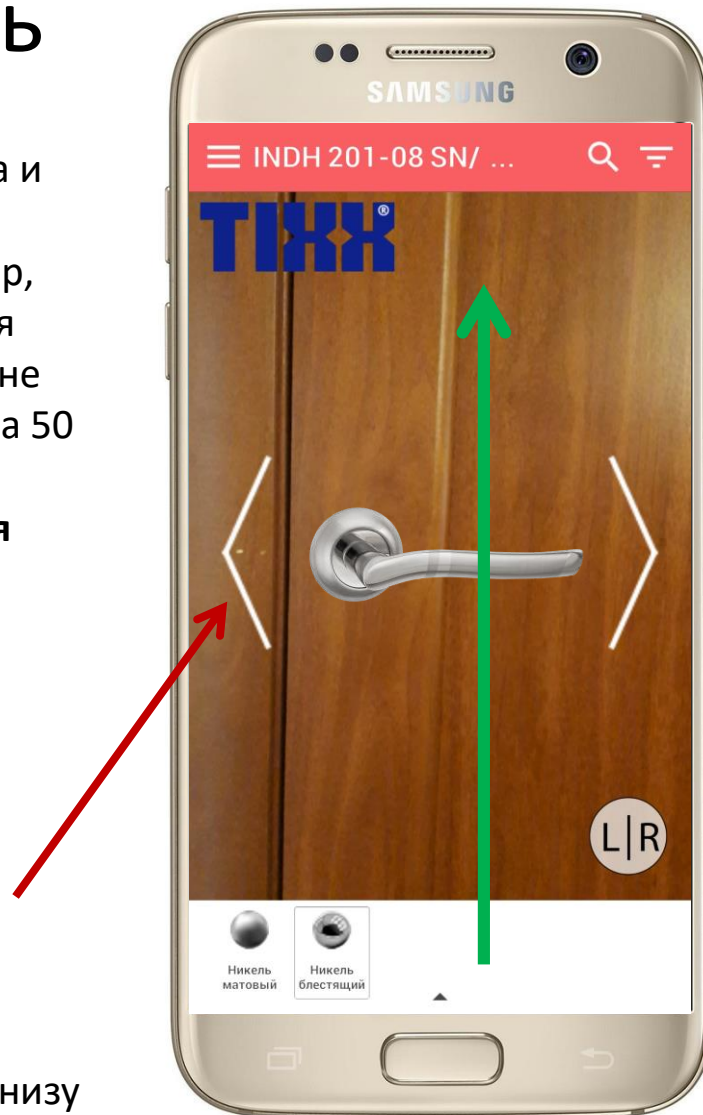 ь
а и
р,
я
не
а 50
я
низу
SAMSUNG
INDH 201-08 SN/ ...
TIXX®
L|R
Никель
матовый
Никель
блестящий